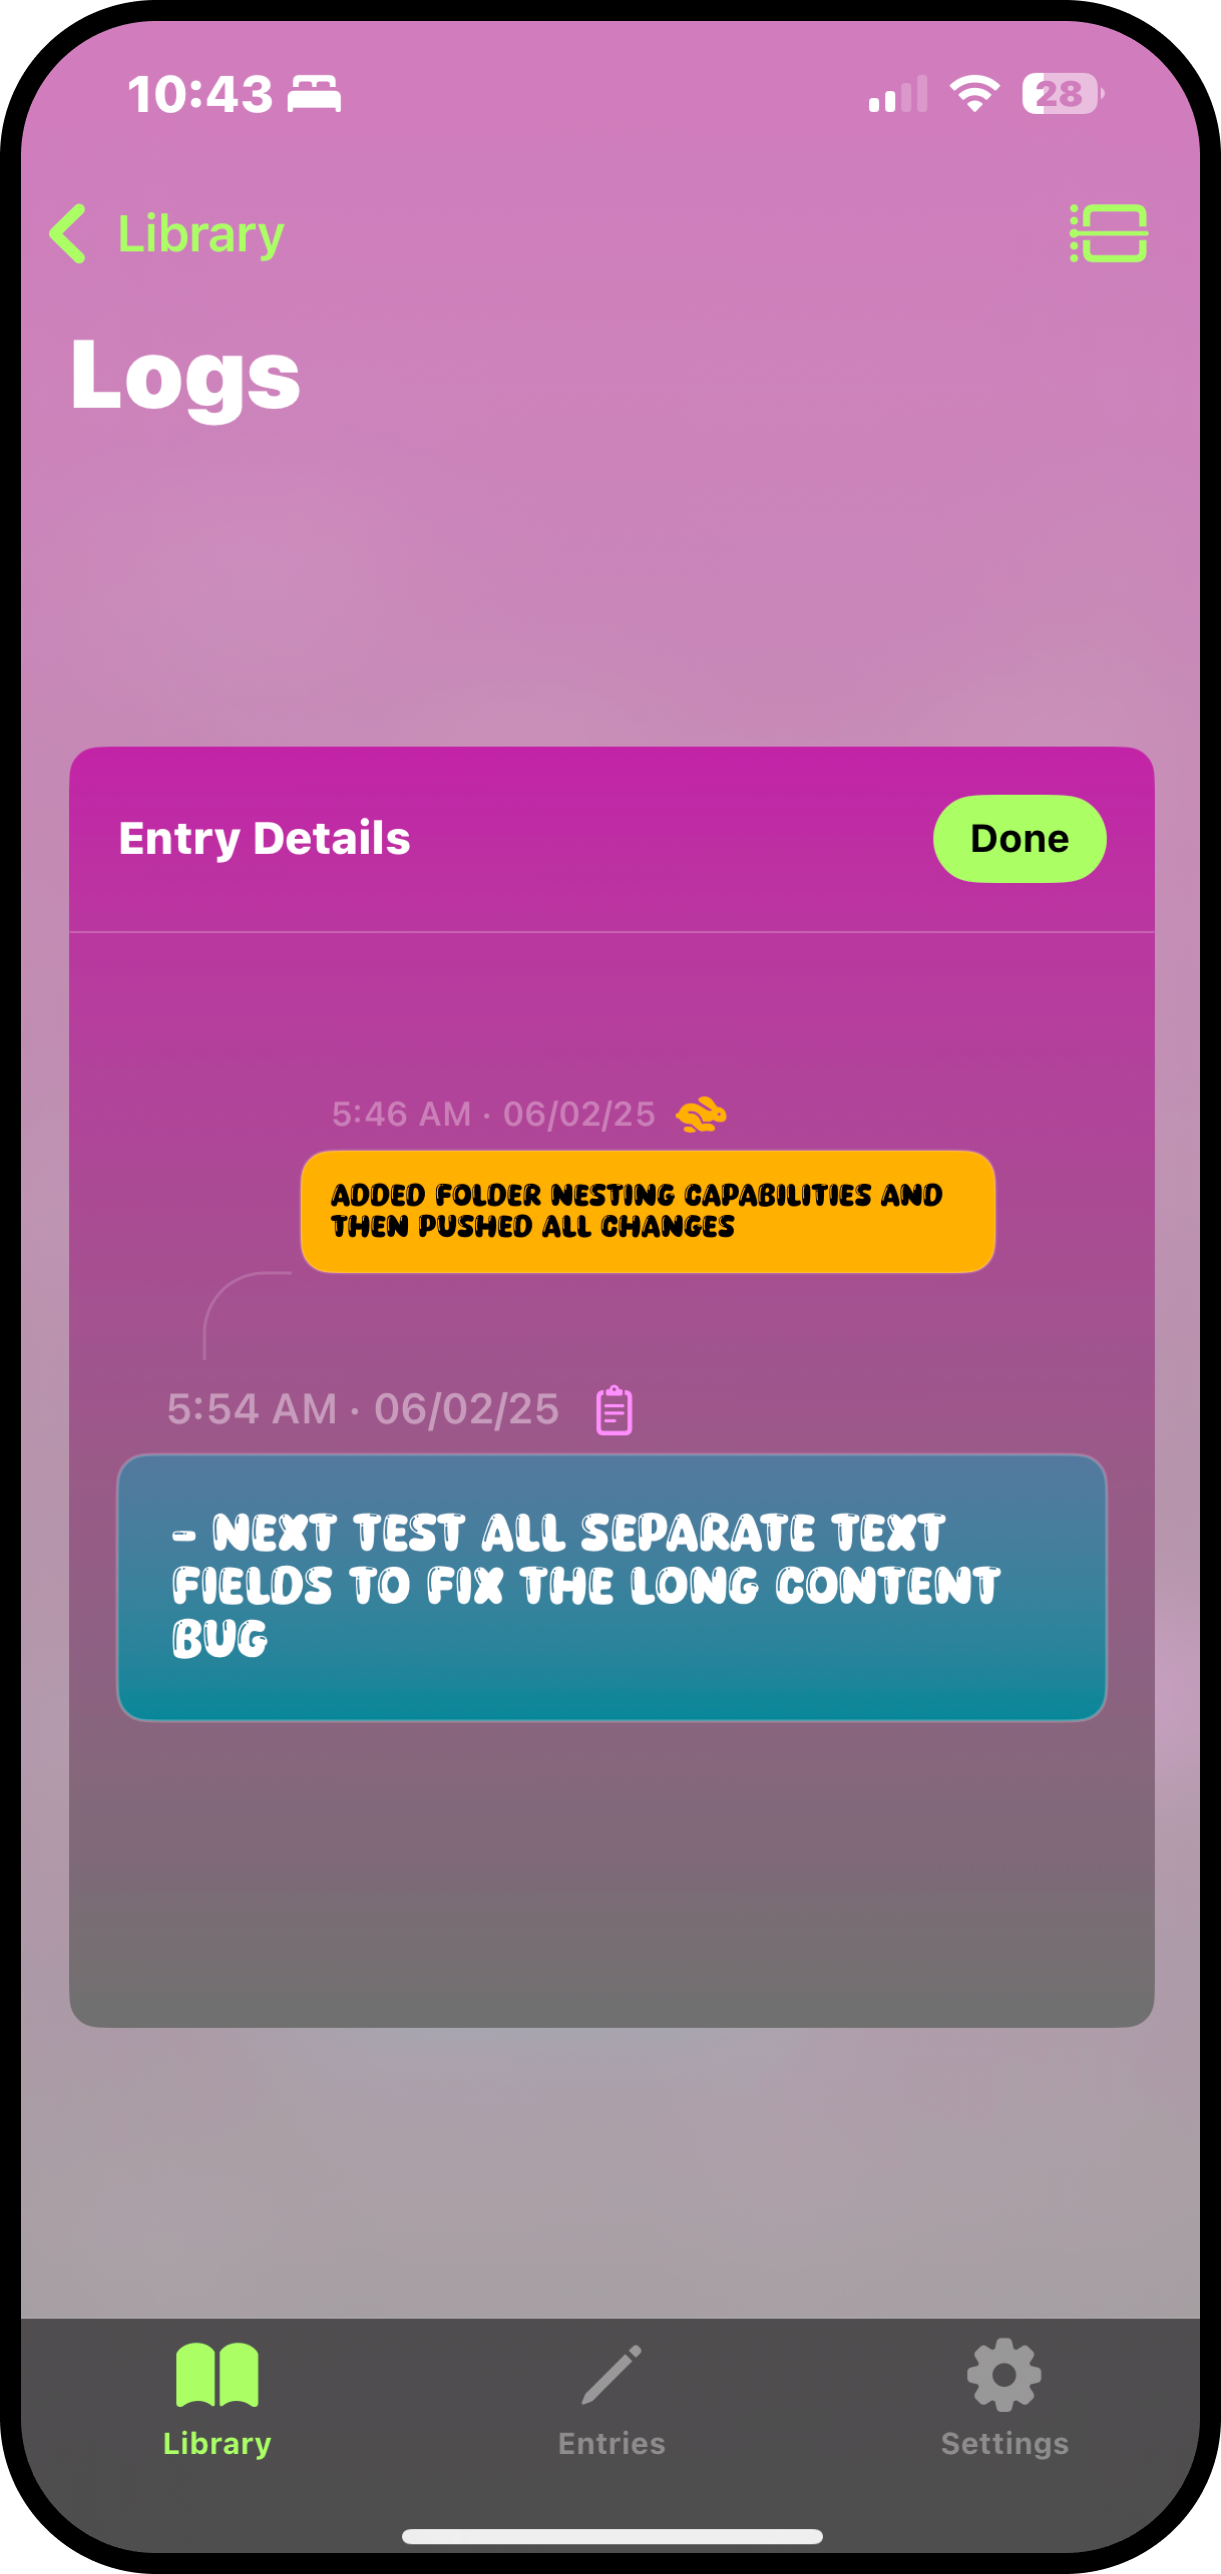 10:43
28
Library
Logs
Entry Details
Done
5:46 AM · 06/02/25
ADDED FOLDER NESTING CAPABILITIES AND
THEN PUSHED ALL CHANGES
5:54 AM · 06/02/25
- NEXT TEST ALL SEPARATE TEXT
FIELDS TO FIX THE LONG CONTENT
BUG
Library
Entries
Settings